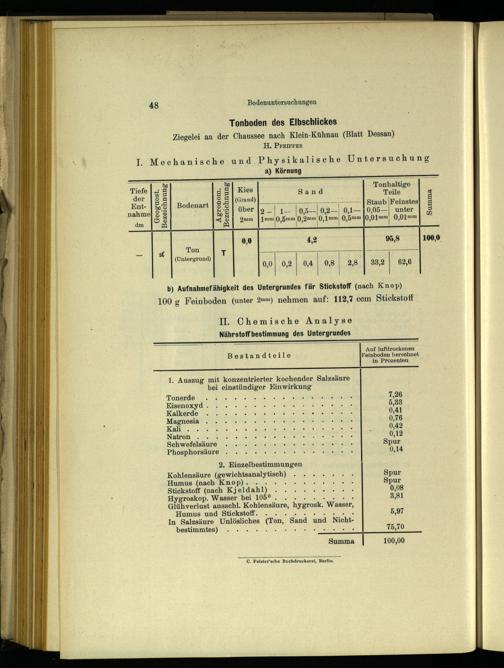 48
Bodenuntersuchungen
Tonboden des Elbschlickes
Ziegelei an der Chaussee nach Klein-Kühnau (Blatt Dessau)
H. Pfeiffer
I. Mechanische und Physikalische Untersuchung
a) Körnung
Tiefe der Entnahme dm
Geognost. Bezeichnung
Bodenart
Agronom. Bezeichnung
Kies (Grand) über 2mm
Sand
2— 1mm
1— 0,5mm
0,5— 0,2mm
0,2— 0,1mm
0,1— 0,5mm
Tonhaltige Teile
Staub 0,05— 0,01mm
Feinstes unter 0,01mm
Summa
—
Ton (Untergrund)
T
0,0
4,2
95,8
100,0
0,0 0,2 0,4 0,8 2,8 33,2 62,6
b) Aufnahmefähigkeit des Untergrundes für Stickstoff (nach Knop)
100 g Feinboden (unter 2mm) nehmen auf: 112,7 ccm Stickstoff
II. Chemische Analyse
Nährstoffbestimmung des Untergrundes
Bestandteile
Auf lufttrockenen Feinboden berechnet in Prozenten
1. Auszug mit konzentrierter kochender Salzsäure
bei einstündiger Einwirkung
Tonerde . . . . . . . . . . . . . . . 7,26
Eisenoxyd . . . . . . . . . . . . . . . 5,33
Kalkerde . . . . . . . . . . . . . . . 0,41
Magnesia . . . . . . . . . . . . . . . 0,76
Kali . . . . . . . . . . . . . . . 0,42
Natron . . . . . . . . . . . . . . . 0,12
Schwefelsäure . . . . . . . . . . . . . Spur
Phosphorsäure . . . . . . . . . . . . . 0,14
2. Einzelbestimmungen
Kohlensäure (gewichtsanalytisch) . . . . . . . Spur
Humus (nach Knop) . . . . . . . . . . . Spur
Stickstoff (nach Kjeldahl) . . . . . . . . . 0,08
Hygroskop. Wasser bei 105° . . . . . . . . . 3,81
Glühverlust ausschl. Kohlensäure, hygrosk. Wasser,
Humus und Stickstoff . . . . . . . . . . 5,97
In Salzsäure Unlösliches (Ton, Sand und Nicht-
bestimmtes) . . . . . . . . . . . . . 75,70
Summa 100,00
C. Feister'sche Buchdruckerei, Berlin.